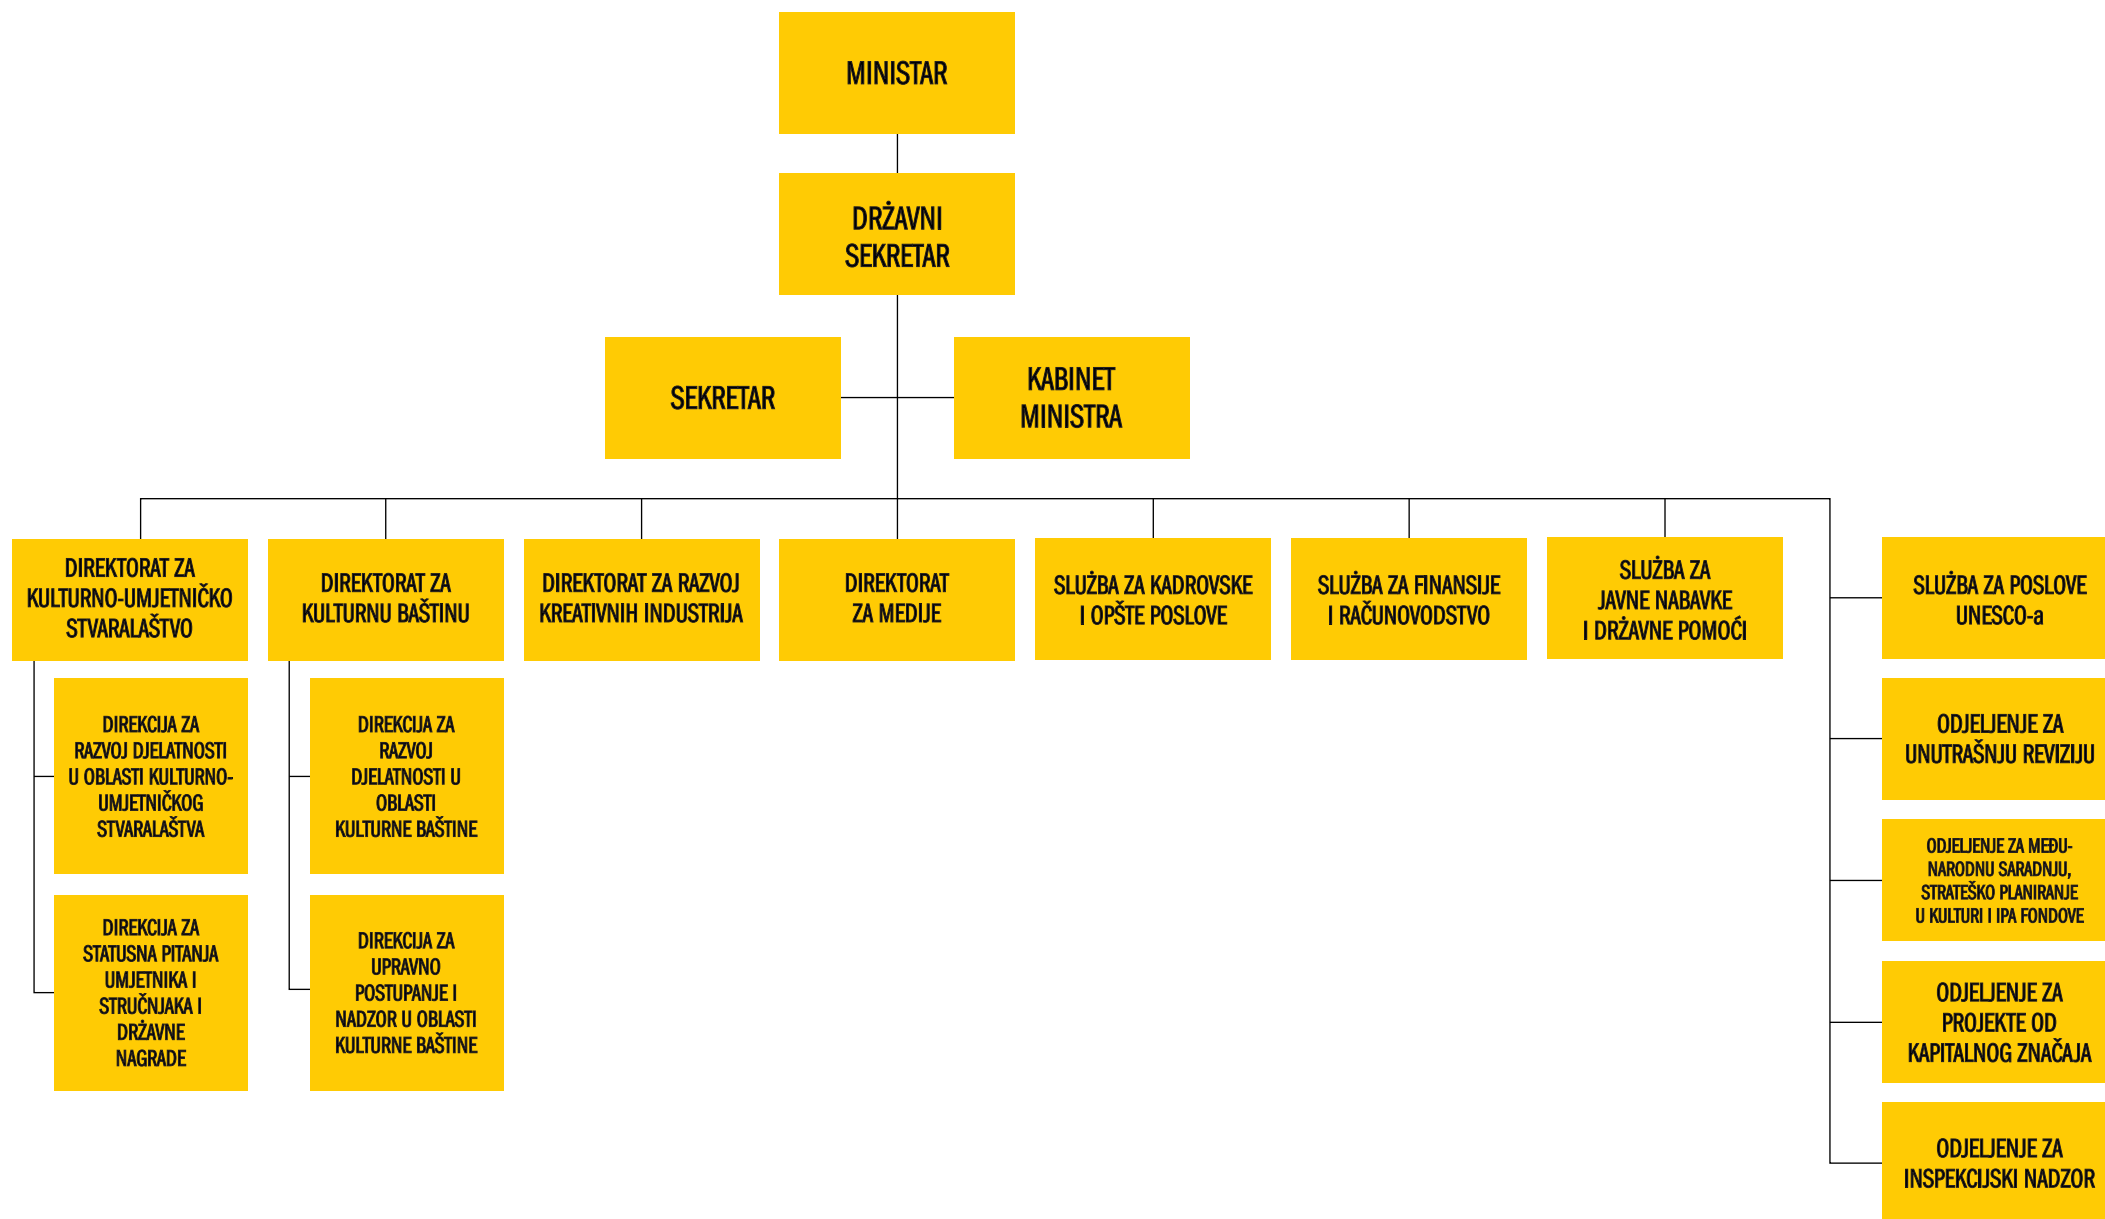 MINISTAR
DRŽAVNI
SEKRETAR
SEKRETAR
KABINET
MINISTRA
DIREKTORAT ZA
KULTURNO-UMJETNIČKO
STVARALAŠTVO
DIREKTORAT ZA
KULTURNU BAŠTINU
DIREKTORAT ZA RAZVOJ
KREATIVNIH INDUSTRIJA
DIREKTORAT
ZA MEDIJE
SLUŽBA ZA KADROVSKE
I OPŠTE POSLOVE
SLUŽBA ZA FINANSIJE
I RAČUNOVODSTVO
SLUŽBA ZA
JAVNE NABAVKE
I DRŽAVNE POMOĆI
SLUŽBA ZA POSLOVE
UNESCO-a
DIREKCIJA ZA
RAZVOJ DJELATNOSTI
U OBLASTI KULTURNO-
UMJETNIČKOG
STVARALAŠTVA
DIREKCIJA ZA
RAZVOJ
DJELATNOSTI U
OBLASTI
KULTURNE BAŠTINE
ODJELJENJE ZA
UNUTRAŠNJU REVIZIJU
ODJELJENJE ZA MEĐU-
NARODNU SARADNJU,
STRATEŠKO PLANIRANJE
U KULTURI I IPA FONDOVE
DIREKCIJA ZA
STATUSNA PITANJA
UMJETNIKA I
STRUČNJAKA I
DRŽAVNE
NAGRADE
DIREKCIJA ZA
UPRAVNO
POSTUPANJE I
NADZOR U OBLASTI
KULTURNE BAŠTINE
ODJELJENJE ZA
PROJEKTE OD
KAPITALNOG ZNAČAJA
ODJELJENJE ZA
INSPEKCIJSKI NADZOR